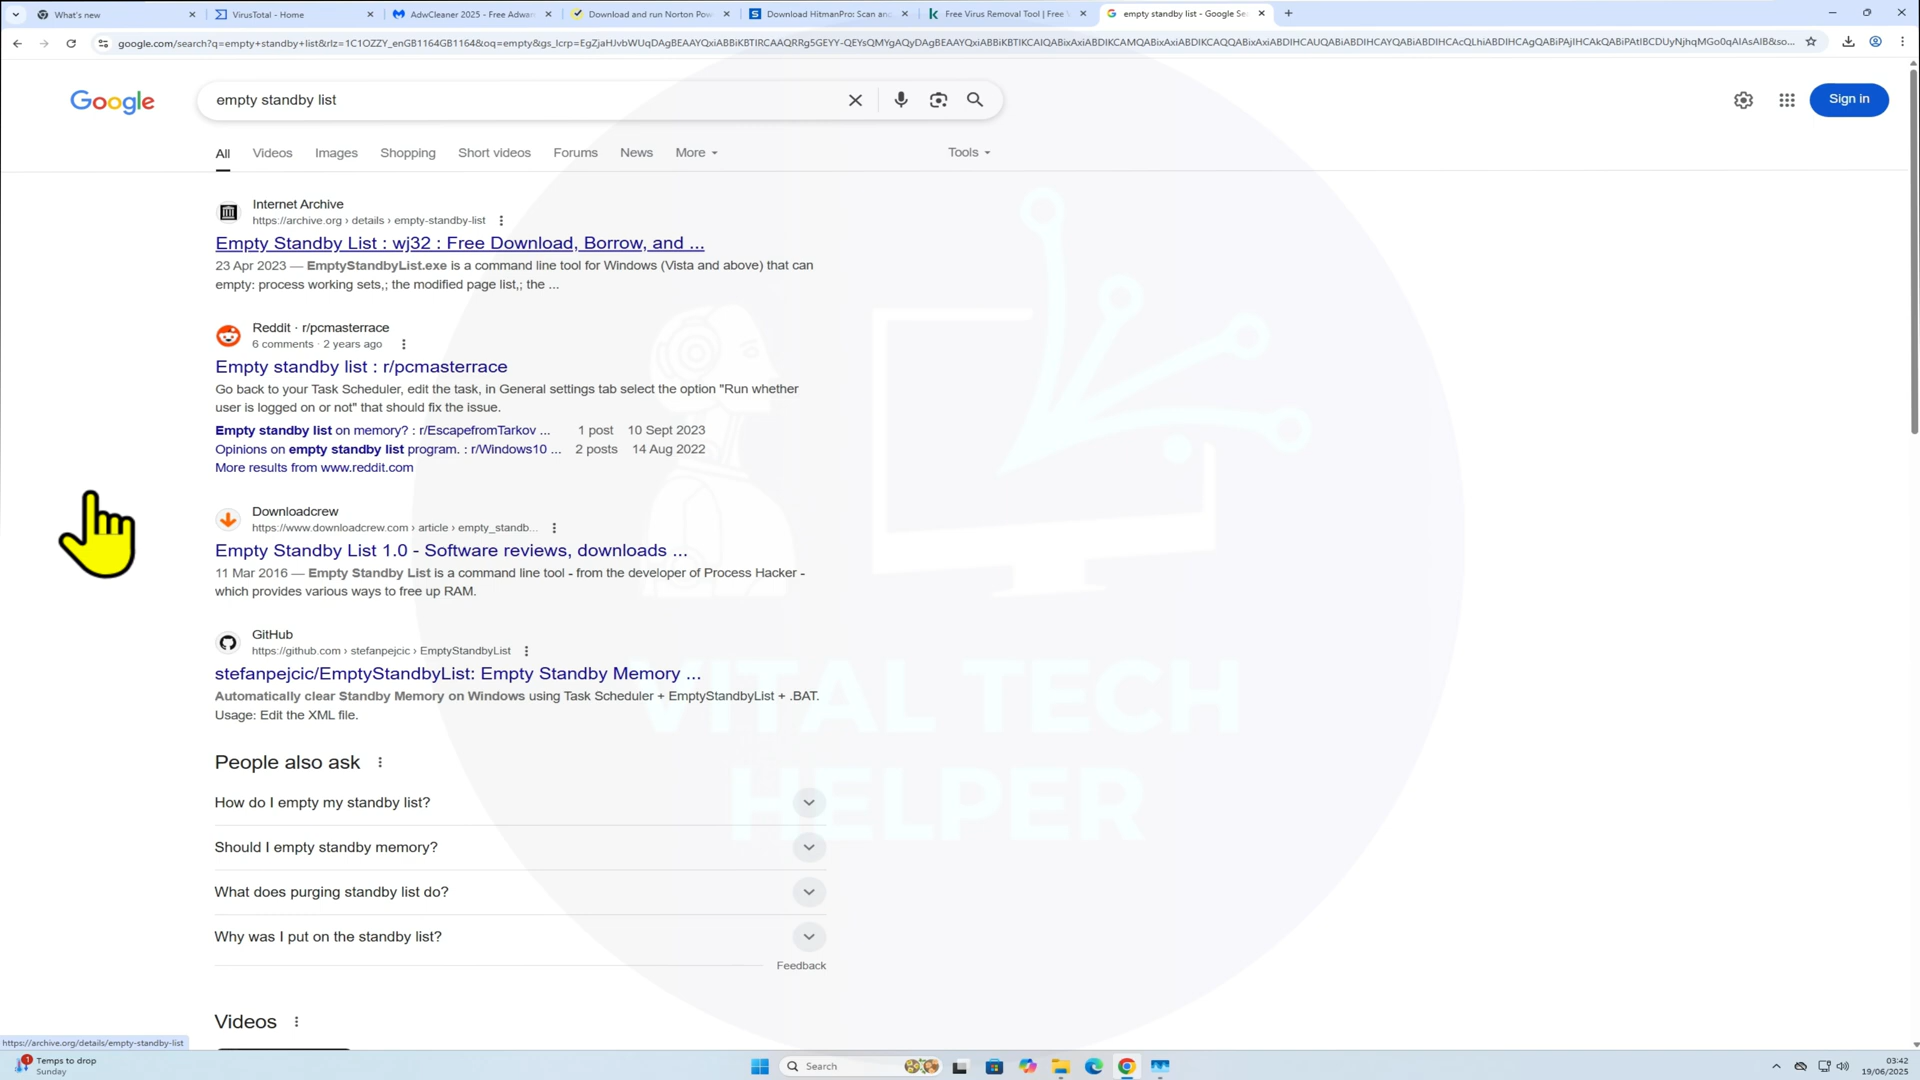 What's new
VirusTotal - Home
AdwCleaner 2025 - Free Adwar
Download and run Norton Pow
Download HitmanPro: Scan and
Free Virus Removal Tool | Free V
empty standby list - Google Sea
Google
empty standby list
Sign in
All
Videos
Images
Shopping
Short videos
Forums
News
More
Tools
Internet Archive
https://archive.org › details › empty-standby-list
Empty Standby List : wj32 : Free Download, Borrow, and ...
23 Apr 2023 — EmptyStandbyList.exe is a command line tool for Windows (Vista and above) that can
empty: process working sets,; the modified page list,; the ...
Reddit · r/pcmasterrace
6 comments · 2 years ago
Empty standby list : r/pcmasterrace
Go back to your Task Scheduler, edit the task, in General settings tab select the option "Run whether
user is logged on or not" that should fix the issue.
Empty standby list on memory? : r/EscapefromTarkov ... 1 post 10 Sept 2023
Opinions on empty standby list program. : r/Windows10 ... 2 posts 14 Aug 2022
More results from www.reddit.com
Downloadcrew
https://www.downloadcrew.com › article › empty_standb...
Empty Standby List 1.0 - Software reviews, downloads ...
11 Mar 2016 — Empty Standby List is a command line tool - from the developer of Process Hacker -
which provides various ways to free up RAM.
GitHub
https://github.com › stefanpejcic › EmptyStandbyList
stefanpejcic/EmptyStandbyList: Empty Standby Memory ...
Automatically clear Standby Memory on Windows using Task Scheduler + EmptyStandbyList + .BAT.
Usage: Edit the XML file.
VITAL TECH
HELPER
People also ask
How do I empty my standby list?
Should I empty standby memory?
What does purging standby list do?
Why was I put on the standby list?
Feedback
Videos
https://archive.org/details/empty-standby-list
1
Temps to drop
Sunday
Search
03:42
19/06/2025